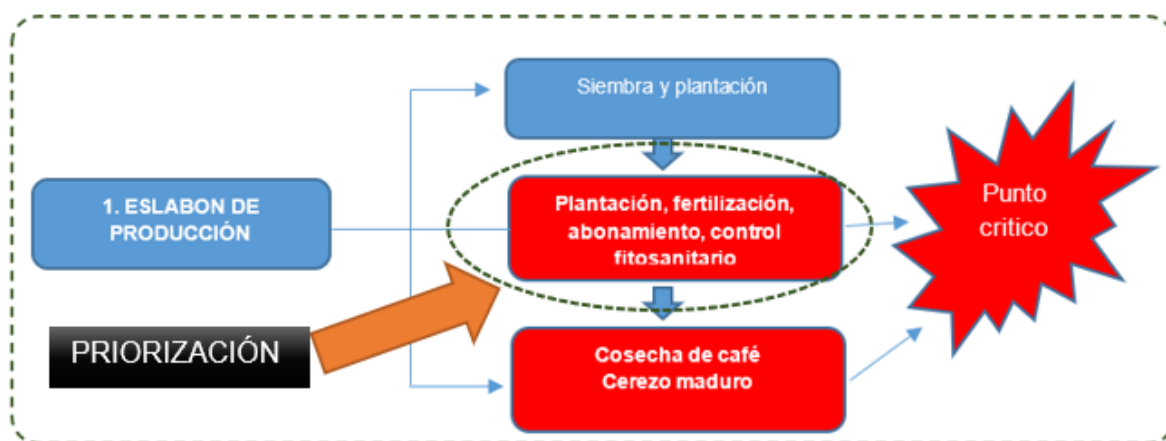 Siembra y plantación
1. ESLABON DE
PRODUCCIÓN
Plantación, fertilización,
abonamiento, control
fitosanitario
Punto
critico
PRIORIZACIÓN
Cosecha de café
Cerezo maduro